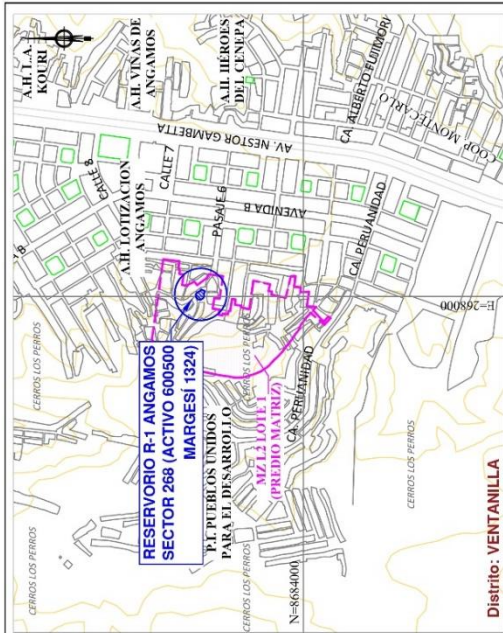 A.H. L.A.
KOURI
A.H. VIÑAS DE
ANGAMOS
A.H. HÉROES
DEL CENEPA
CA. ALBERTO FUJIMORI
COOP. MONTECARLO
AV. NESTOR GAMBETTA
CALLE 8
CALLE 7
A.H. LOTIZACION
ANGAMOS
PASAJE 6
AVENIDA B
CA. PERUANIDAD
CERROS LOS PERROS
RESERVORIO R-1 ANGAMOS
SECTOR 268 (ACTIVO 600500
MARGESÍ 1324)
P.I. PUEBLOS UNIDOS
PARA EL DESARROLLO
MZ L2 LOTE 1
(PREDIO MATRIZ)
CA. PERUANIDAD
E=268000
CERROS LOS PERROS
CERROS LOS PERROS
CERROS LOS PERROS
N=8684000
CERROS LOS PERROS
Distrito: VENTANILLA